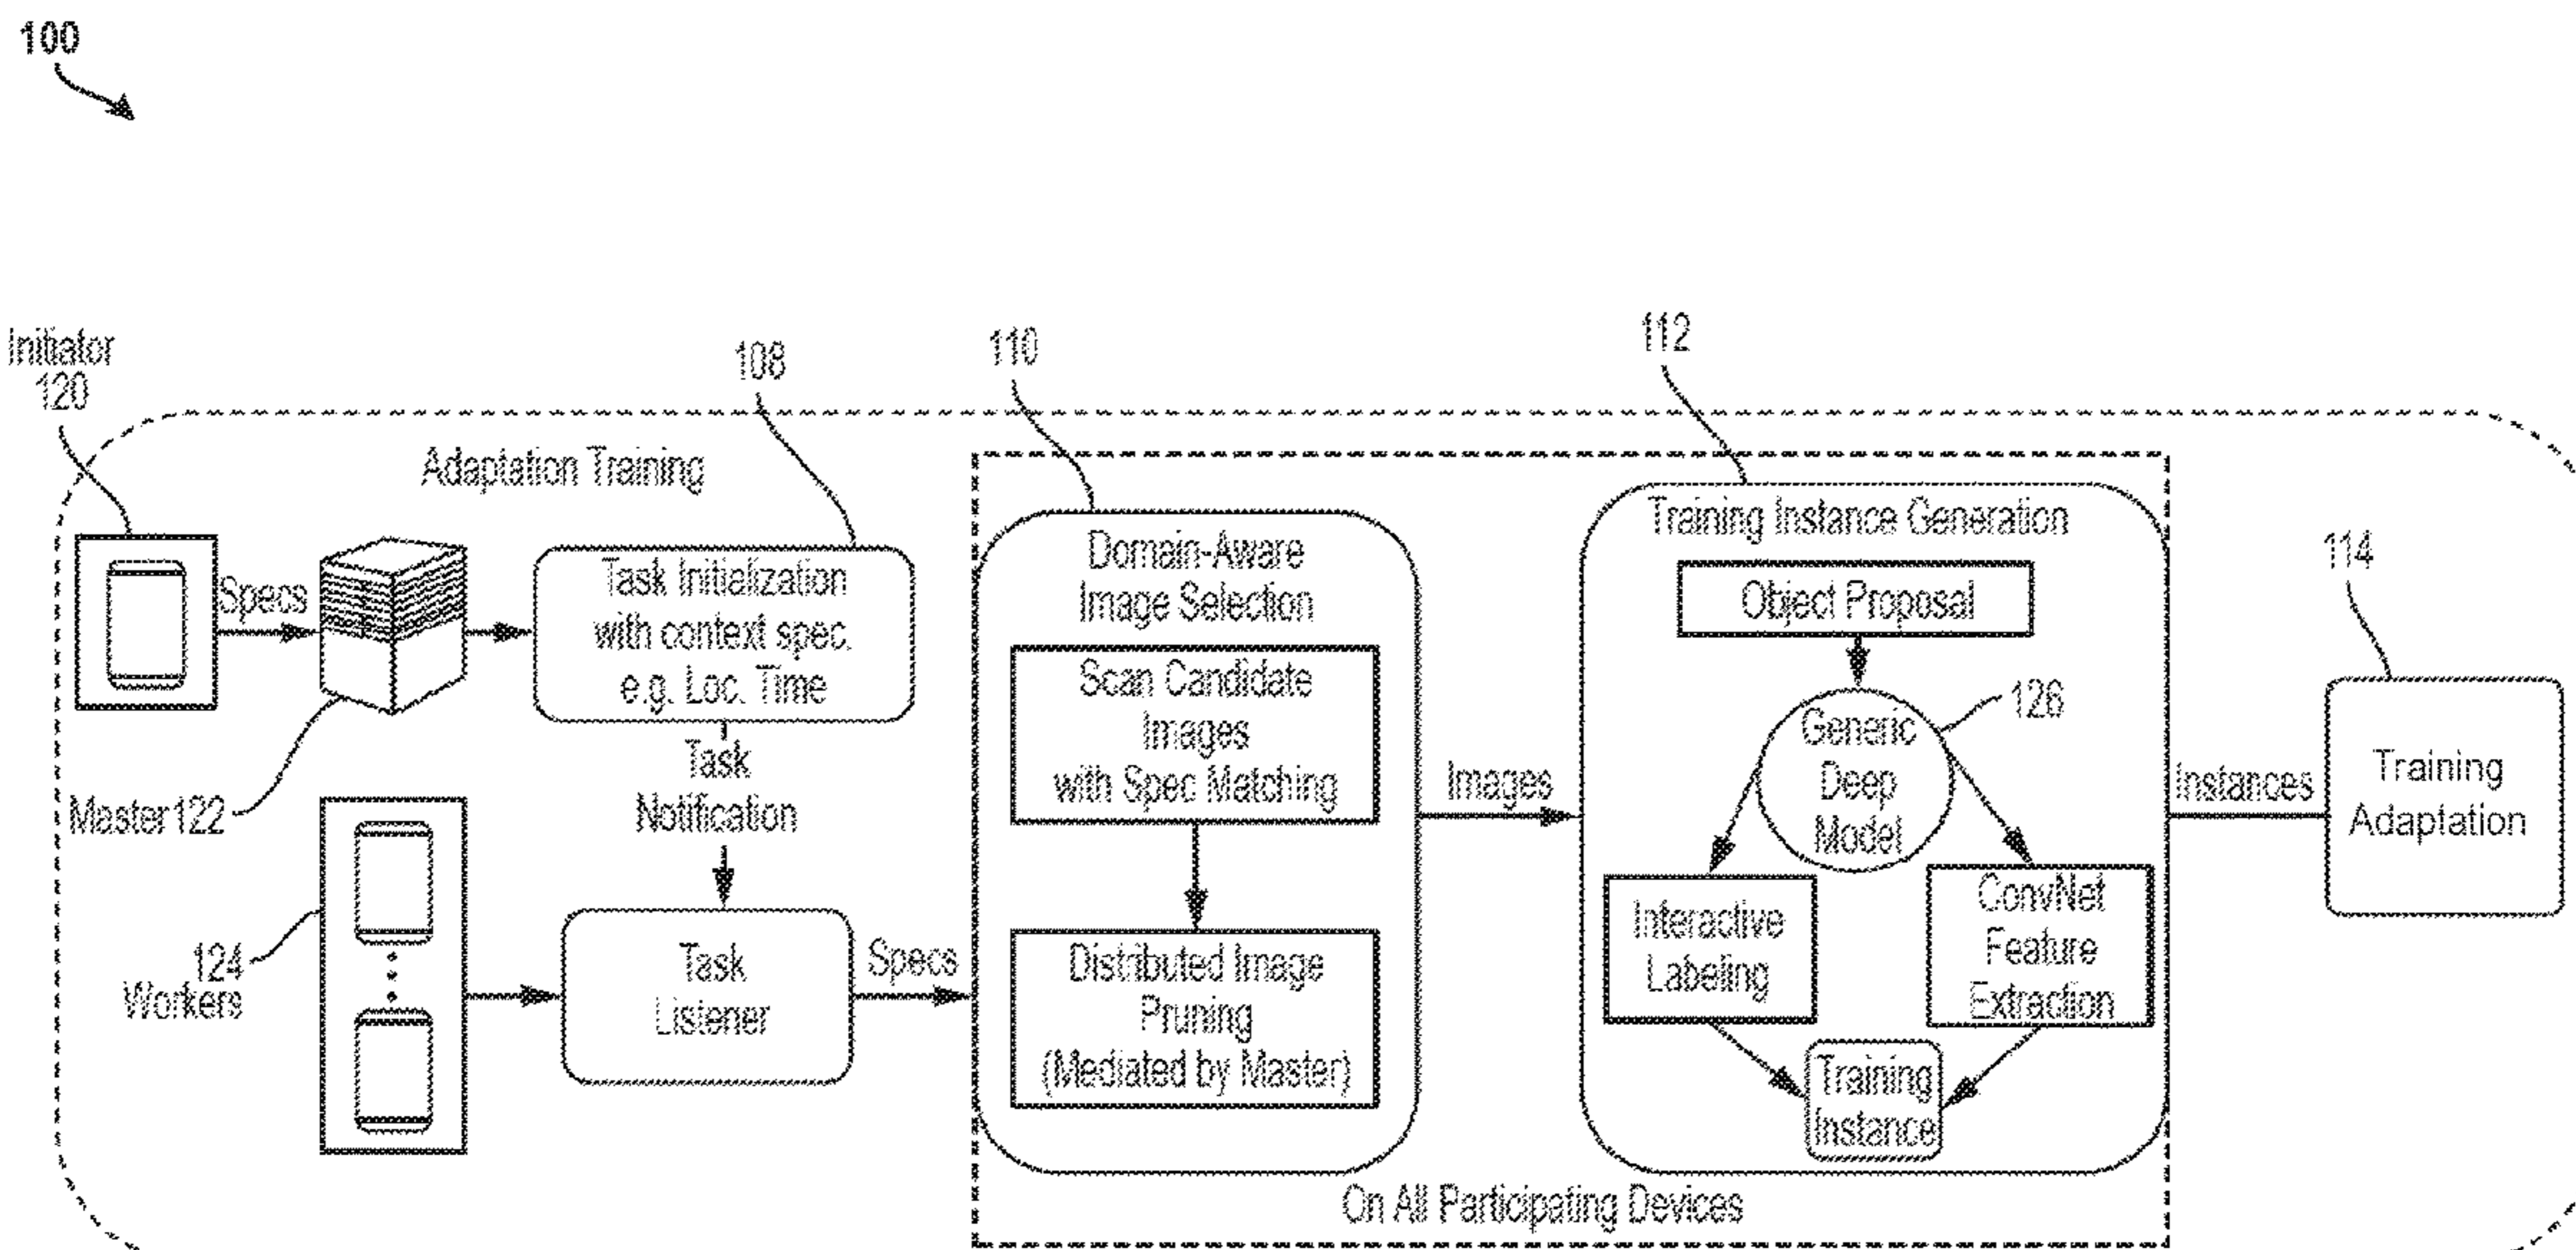 100
Initiator
120
108
110
112
114
Adaptation Training
Specs
Task Initialization
with context spec.
e.g. Loc. Time
Master122
Task
Notification
124
Workers
Task
Listener
Specs
Domain-Aware
Image Selection
Scan Candidate
Images
with Spec Matching
Distributed Image
Pruning
(Mediated by Master)
Images
Training Instance Generation
Object Proposal
126
Generic
Deep
Model
Interactive
Labeling
ConvNet
Feature
Extraction
Training
Instance
On All Participating Devices
Instances
Training
Adaptation